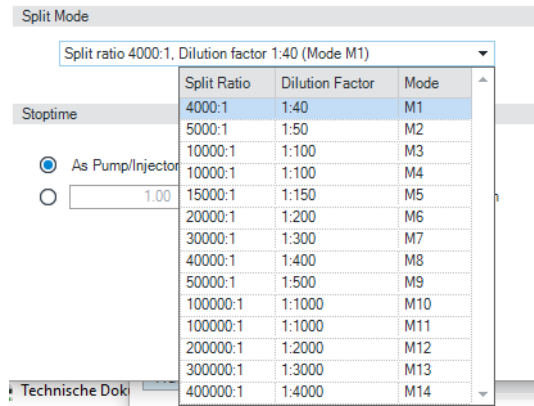 Split Mode
Split ratio 4000:1, Dilution factor 1:40 (Mode M1)
Split Ratio Dilution Factor Mode
4000:1 1:40 M1
Stoptime
5000:1 1:50 M2
10000:1 1:100 M3
As Pump/Injector
10000:1 1:100 M4
1.00
15000:1 1:150 M5
20000:1 1:200 M6
30000:1 1:300 M7
40000:1 1:400 M8
50000:1 1:500 M9
100000:1 1:1000 M10
100000:1 1:1000 M11
200000:1 1:2000 M12
300000:1 1:3000 M13
Technische Doku
400000:1 1:4000 M14